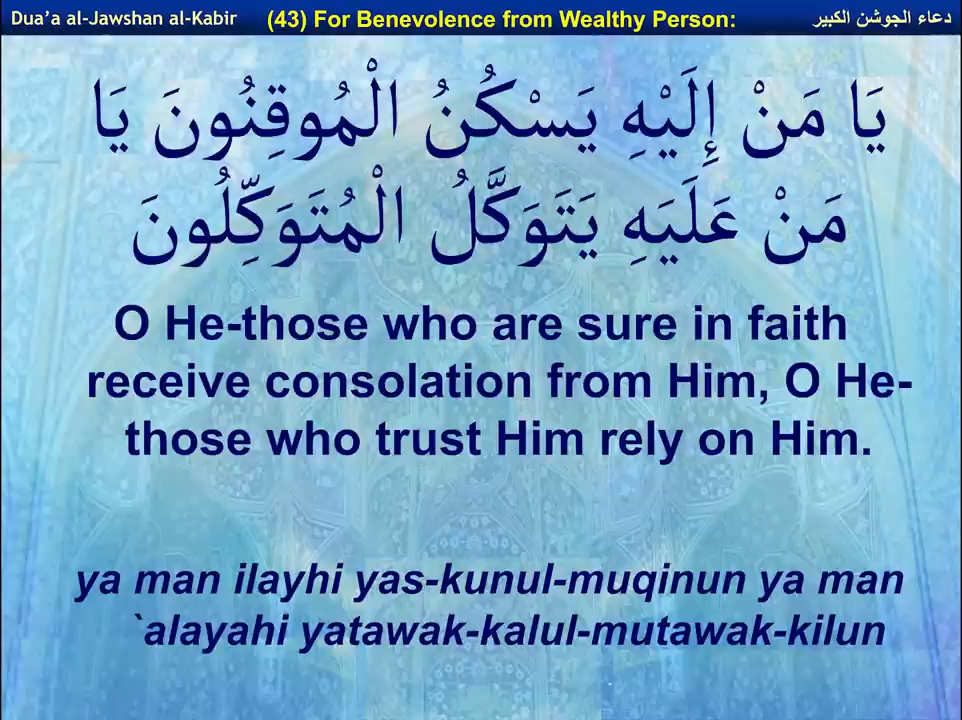 Dua’a al-Jawshan al-Kabir (43) For Benevolence from Wealthy Person: دعاء الجوشن الكبير
يَا مَنْ إِلَيْهِ يَسْكُنُ الْمُوقِنُونَ يَا
مَنْ عَلَيَهِ يَتَوَكَّلُ الْمُتَوَكِّلُونَ
O He-those who are sure in faith
receive consolation from Him, O He-
those who trust Him rely on Him.
ya man ilayhi yas-kunul-muqinun ya man
`alayahi yatawak-kalul-mutawak-kilun